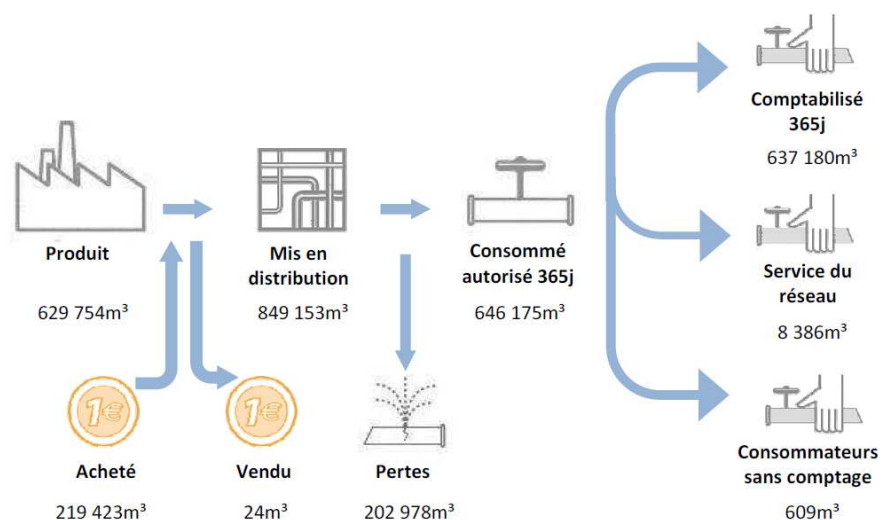 Produit
629 754m³
Mis en
distribution
849 153m³
Consommé
autorisé 365j
646 175m³
Comptabilisé
365j
637 180m³
Service du
réseau
8 386m³
Consommateurs
sans comptage
609m³
1€
Acheté
219 423m³
1€
Vendu
24m³
Pertes
202 978m³